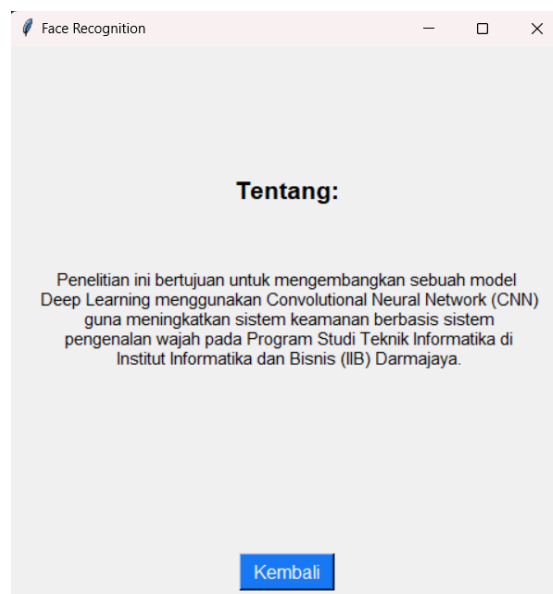 Face Recognition
Tentang:
Penelitian ini bertujuan untuk mengembangkan sebuah model
Deep Learning menggunakan Convolutional Neural Network (CNN)
guna meningkatkan sistem keamanan berbasis sistem
pengenalan wajah pada Program Studi Teknik Informatika di
Institut Informatika dan Bisnis (IIB) Darmajaya.
Kembali